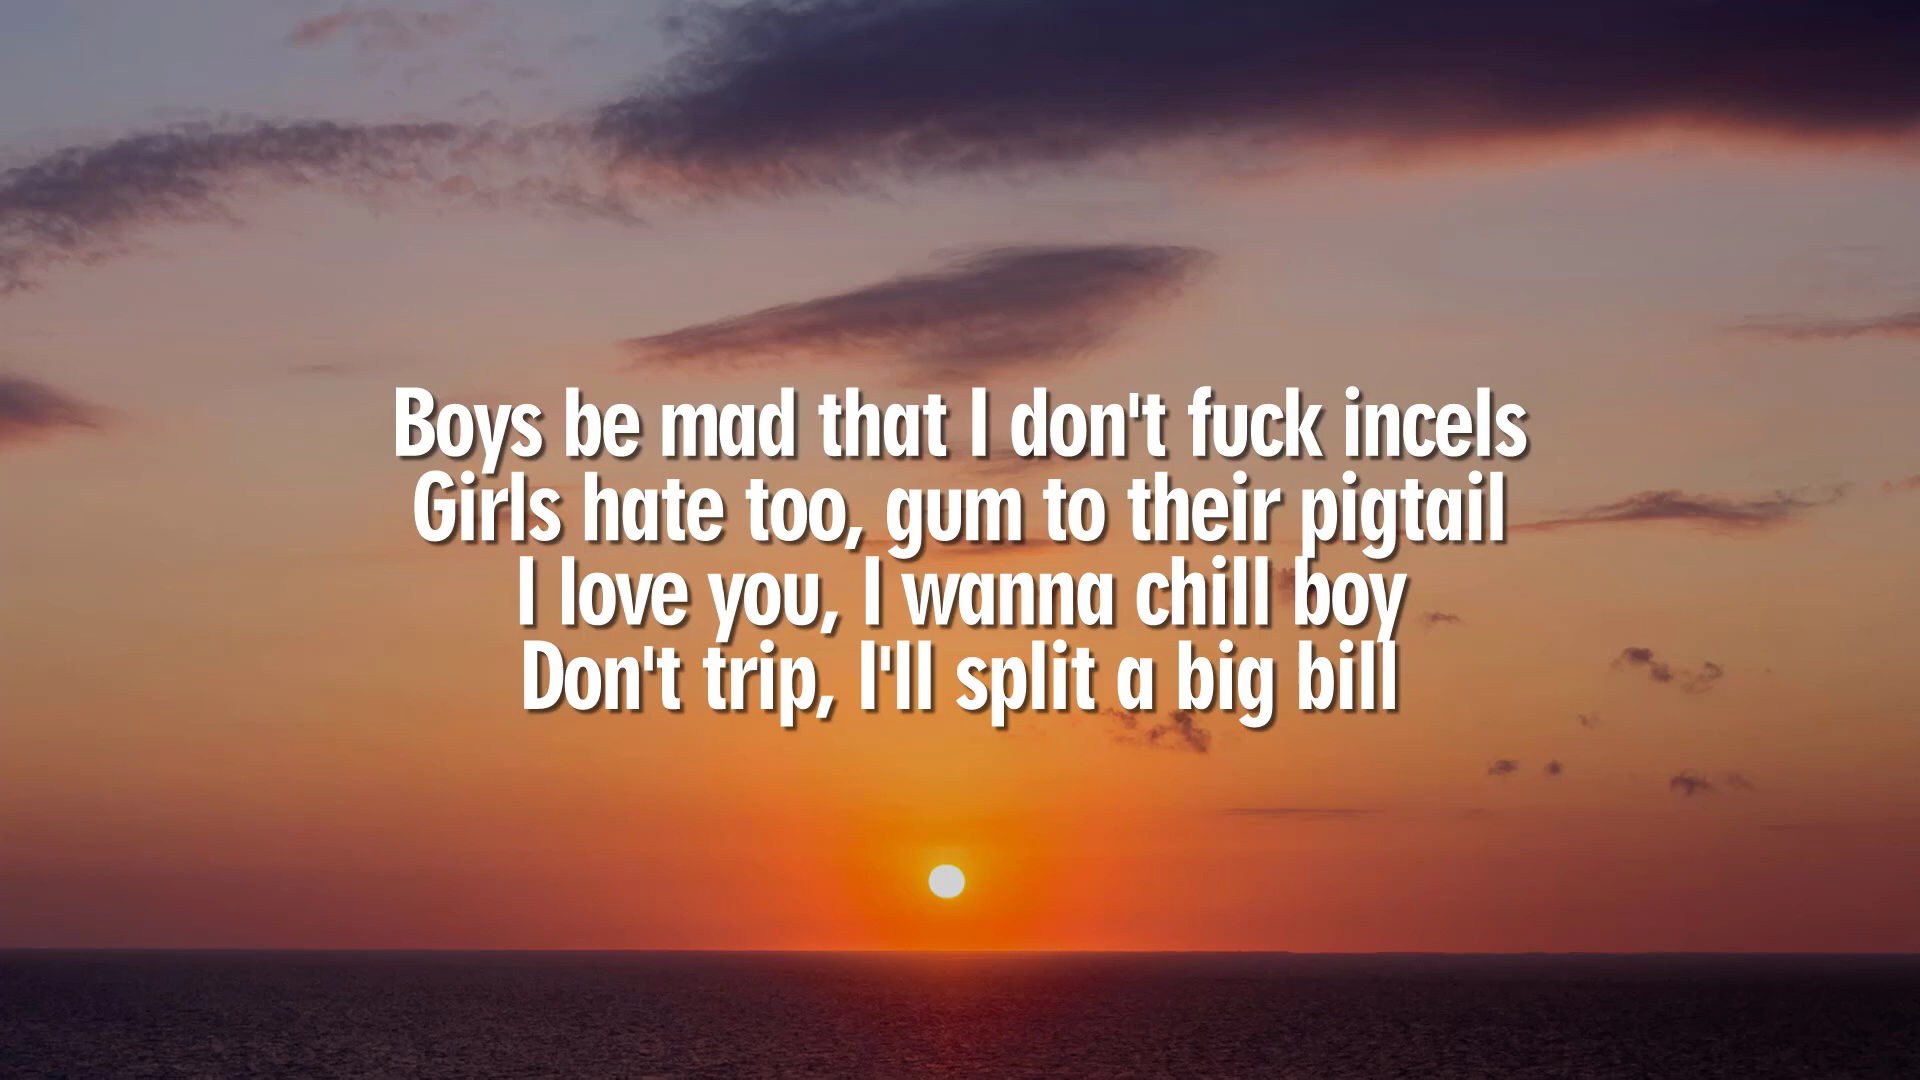 Boys be mad that I don't fuck incels
Girls hate too, gum to their pigtail
I love you, I wanna chill boy
Don't trip, I'll split a big bill